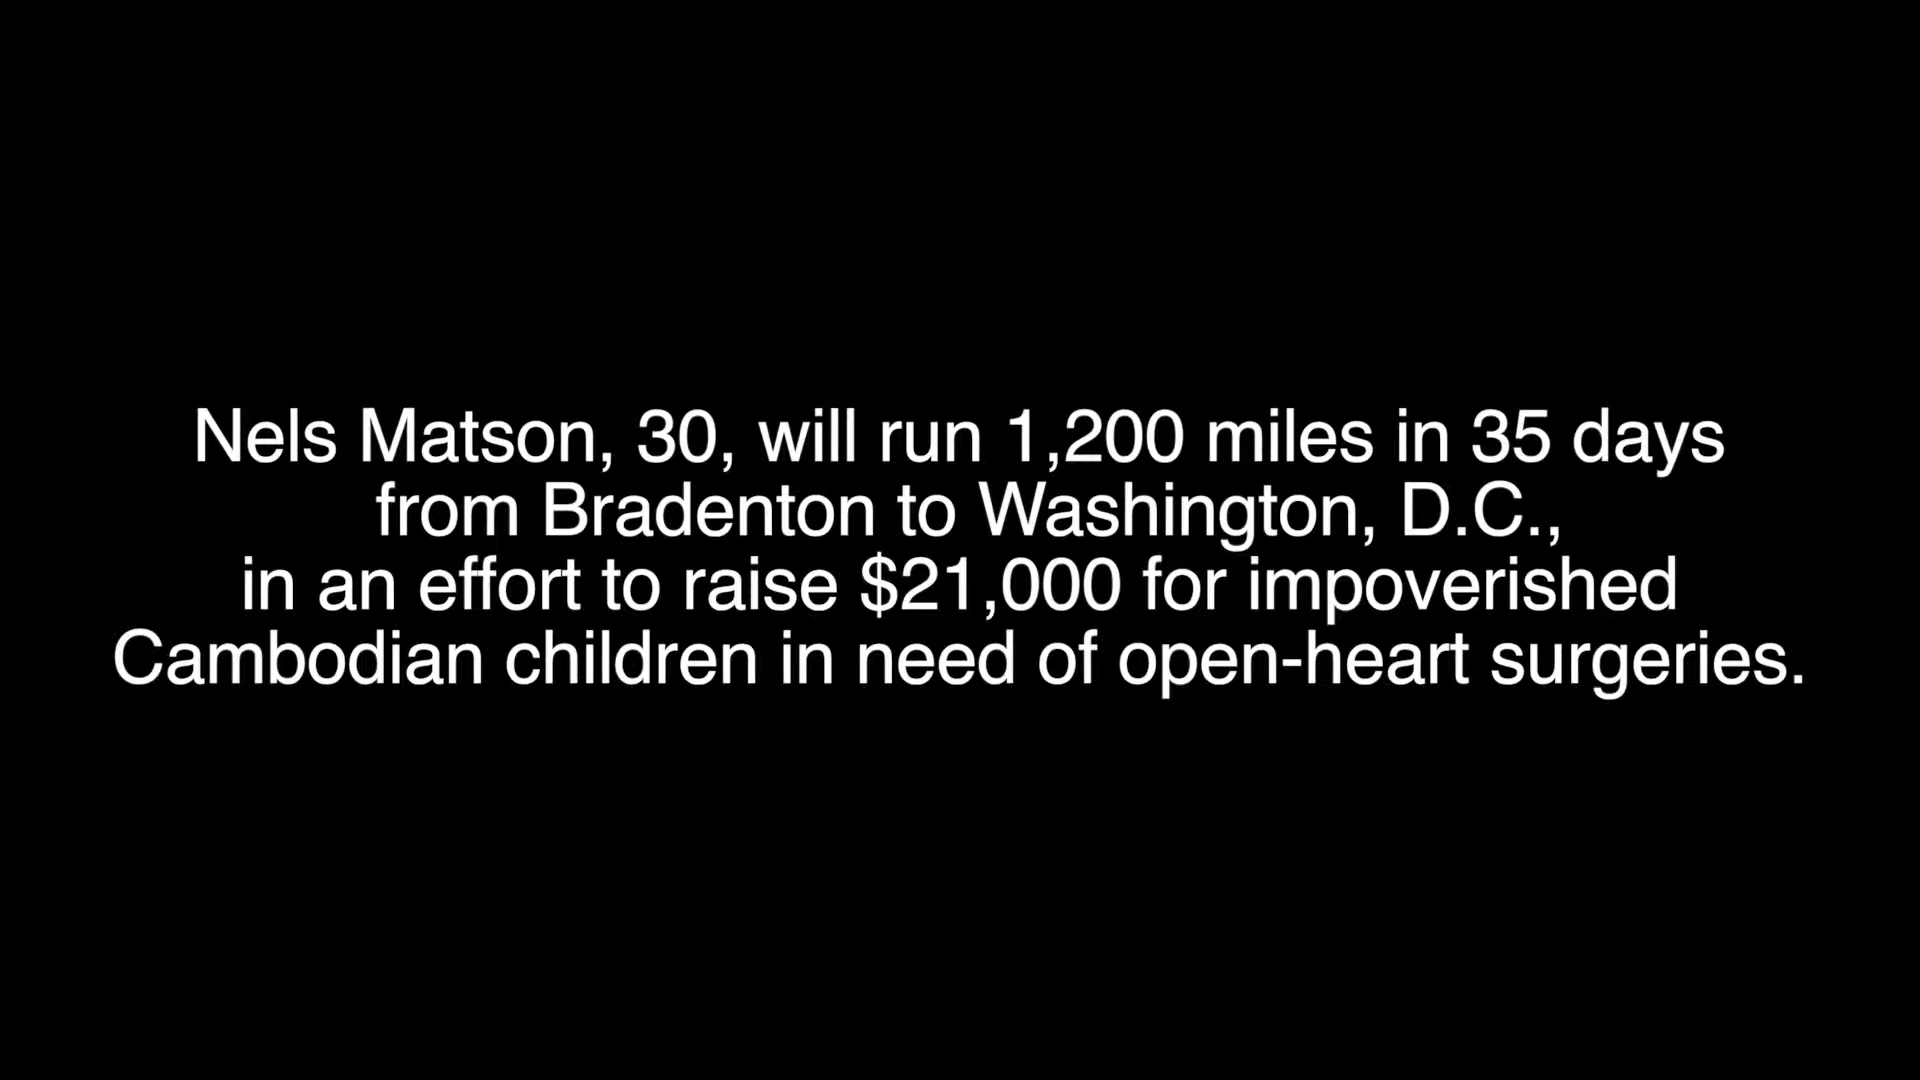 Nels Matson, 30, will run 1,200 miles in 35 days
from Bradenton to Washington, D.C.,
in an effort to raise $21,000 for impoverished
Cambodian children in need of open-heart surgeries.